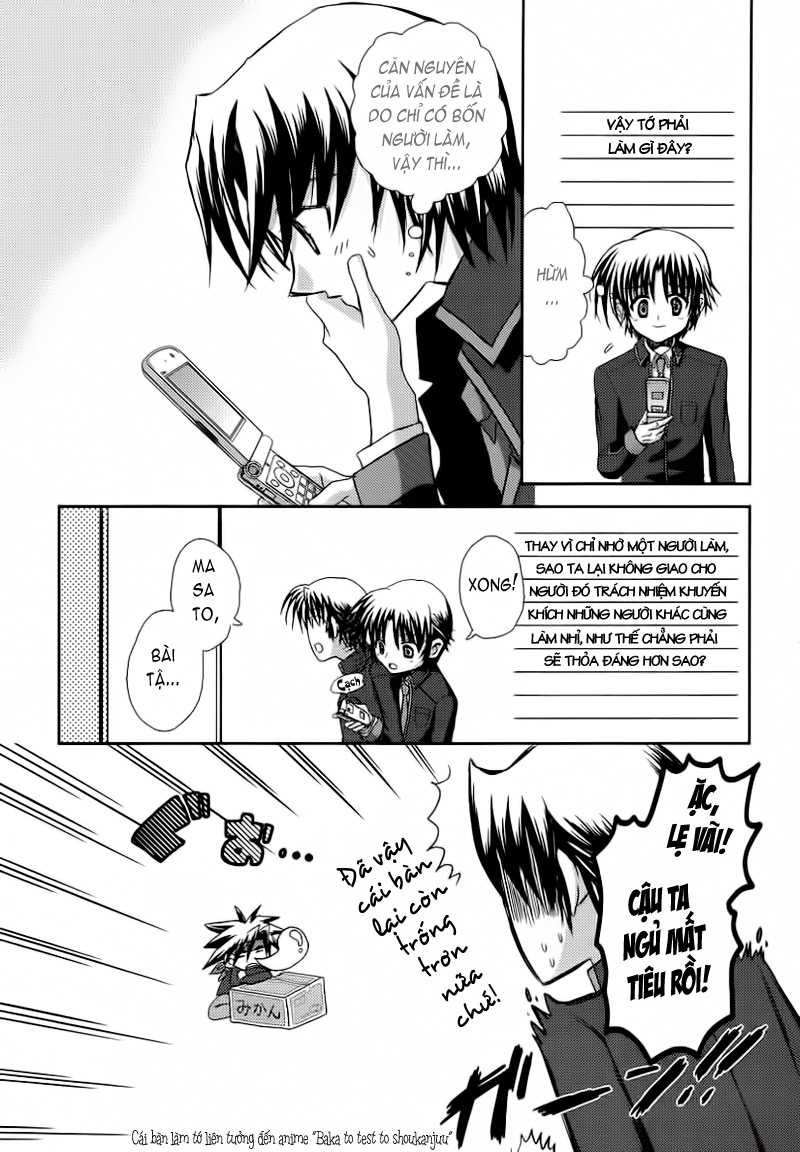 VẬY TỚ PHẢI
LÀM GÌ ĐÂY?
HỪM
...
CĂN NGUYÊN
CỦA VẤN ĐỀ LÀ
DO CHỈ CÓ BỐN
NGƯỜI LÀM,
VẬY THÌ...
THAY VÌ CHỈ NHỜ MỘT NGƯỜI LÀM,
SAO TA LẠI KHÔNG GIAO CHO
NGƯỜI ĐÓ TRÁCH NHIỆM KHUYẾN
KHÍCH NHỮNG NGƯỜI KHÁC CÙNG
LÀM NHỈ, NHƯ THẾ CHẲNG PHẢI
SẼ THỎA ĐÁNG HƠN SAO?
XONG!
Cạch
MA
SA
TO,
BÀI
TẬ...
ẶC,
LẸ VÃI!
CẬU TA
NGỦ MẤT
TIÊU RỒI!
Đã vậy
cái bàn
lại còn
trống
trơn
nữa
chứ!
みかん
Cái bàn làm tớ liên tưởng đến anime "Baka to test to shoukanjuu"